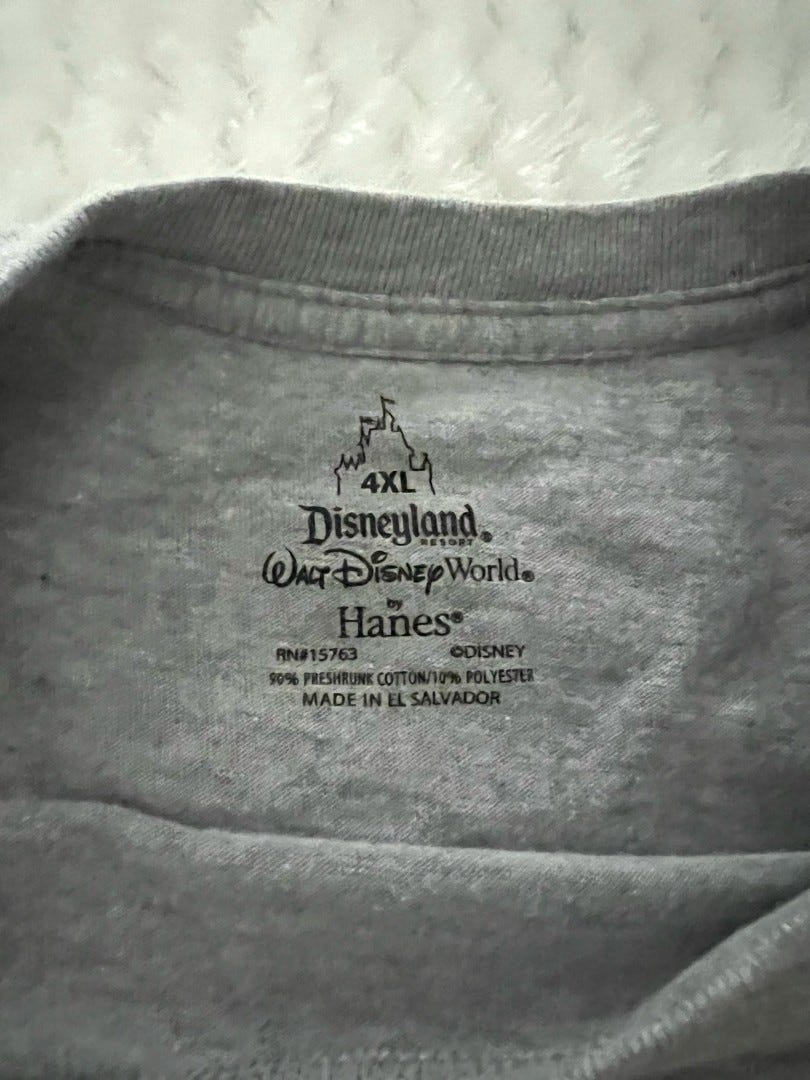 4XL
Disneyland®
RESORT
WALT DISNEY World®
by
Hanes®
RN#15763 ©DISNEY
90% PRESHRUNK COTTON/10% POLYESTER
MADE IN EL SALVADOR